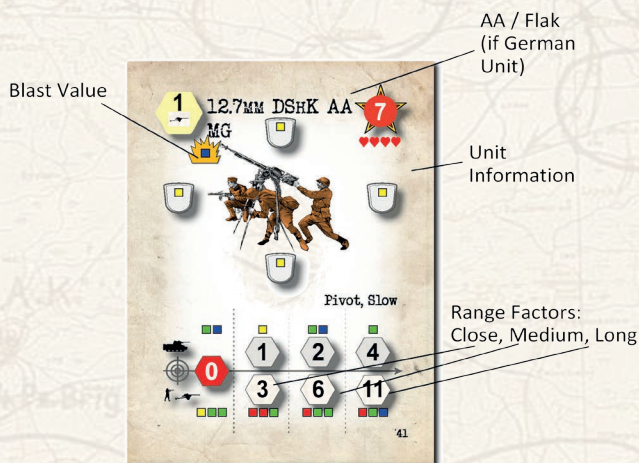 AA / Flak
(if German
Unit)
Blast Value
1
12.7mm DShK AA
MG
7
Unit
Information
Pivot, Slow
Range Factors:
Close, Medium, Long
1 2 4
0
3 6 11
'41